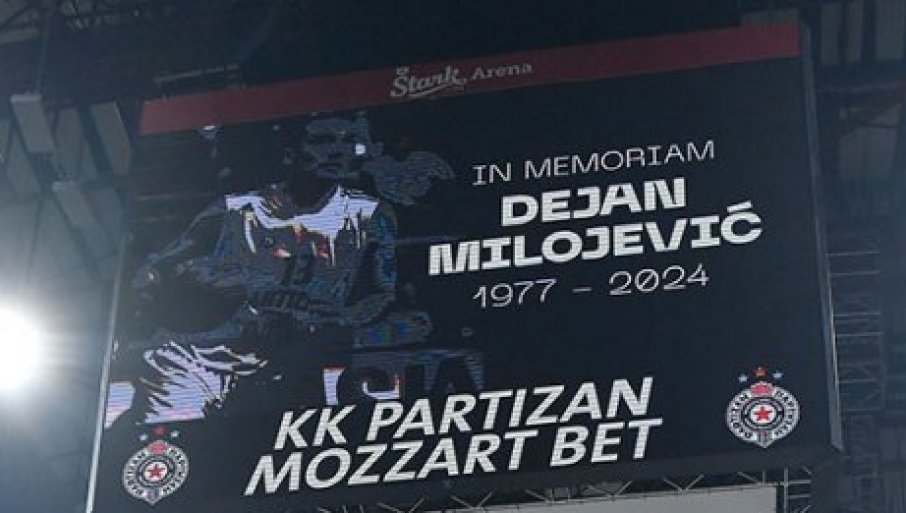 Štark Arena
IN MEMORIAM
DEJAN
MILOJEVIĆ
1977 – 2024
KK PARTIZAN
MOZZART BET